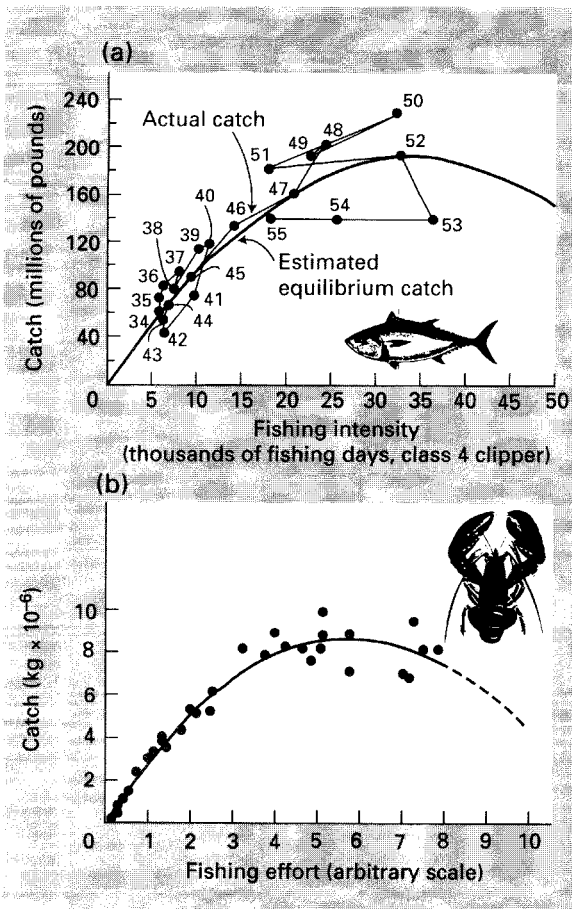 (a)
240
200
160
120
80
40
0
Catch (millions of pounds)
Actual catch
50
48
49
51
52
47
46
40
39
38
37
36
35
34
43
42
44
41
45
55
54
53
Estimated
equilibrium catch
5 10 15 20 25 30 35 40 45 50
Fishing intensity
(thousands of fishing days, class 4 clipper)
(b)
10
8
6
4
2
0
Catch (kg × 10⁻⁶)
1 2 3 4 5 6 7 8 9 10
Fishing effort (arbitrary scale)